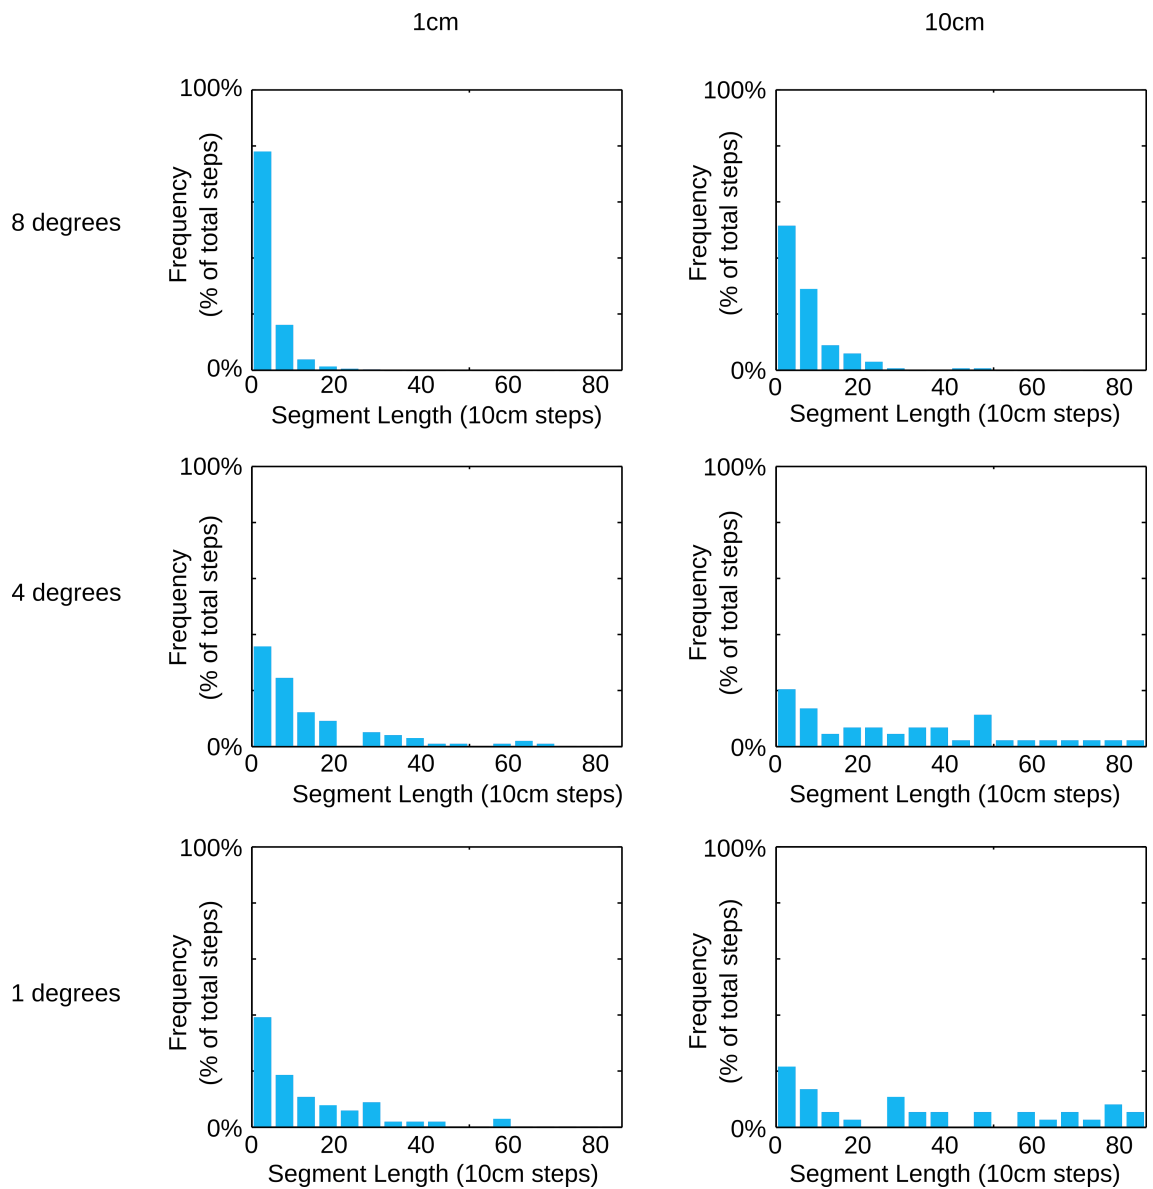 1cm
10cm
8 degrees
Frequency
(% of total steps)
100%
0%
0 20 40 60 80
Segment Length (10cm steps)
Frequency
(% of total steps)
100%
0%
0 20 40 60 80
Segment Length (10cm steps)
4 degrees
Frequency
(% of total steps)
100%
0%
0 20 40 60 80
Segment Length (10cm steps)
Frequency
(% of total steps)
100%
0%
0 20 40 60 80
Segment Length (10cm steps)
1 degrees
Frequency
(% of total steps)
100%
0%
0 20 40 60 80
Segment Length (10cm steps)
Frequency
(% of total steps)
100%
0%
0 20 40 60 80
Segment Length (10cm steps)